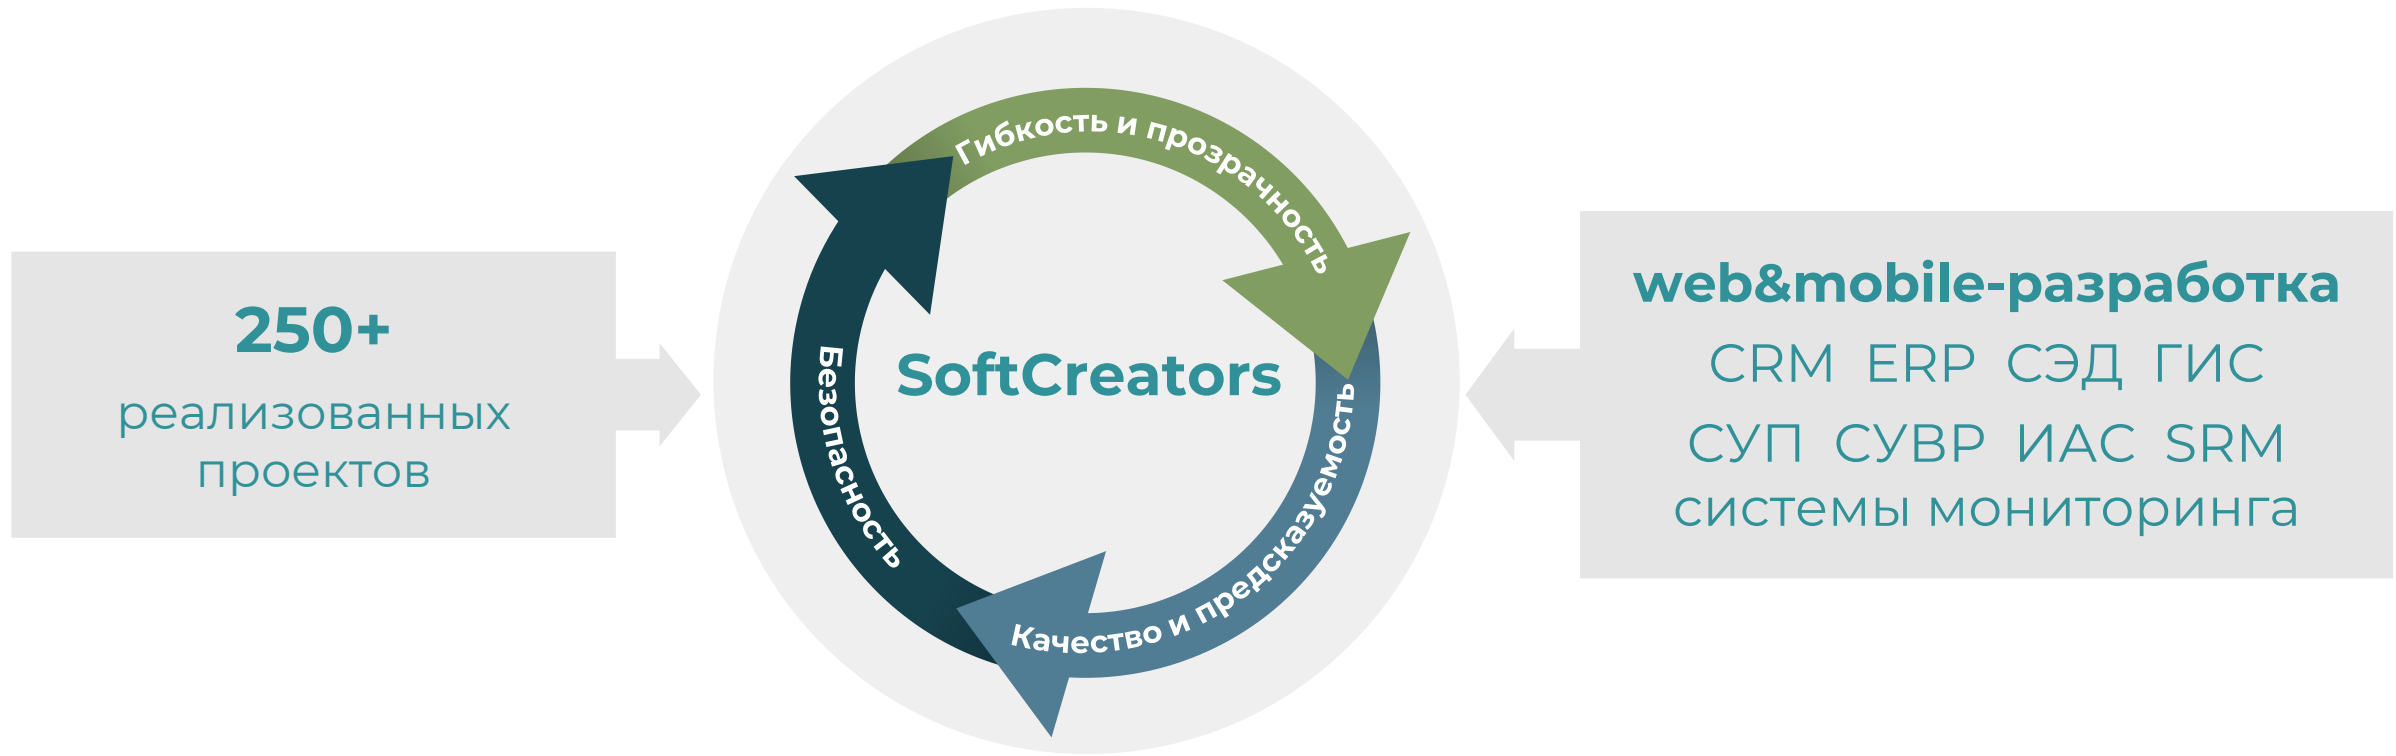 250+
реализованных
проектов
Гибкость и прозрачность
Безопасность
SoftCreators
Качество и предсказуемость
web&mobile-разработка
CRM ERP СЭД ГИС
СУП СУВР ИАС SRM
системы мониторинга